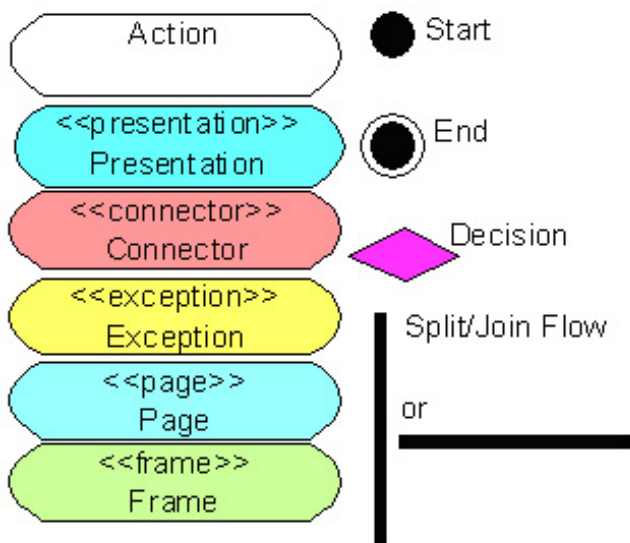 Action
Start
<<presentation>>
Presentation
End
<<connector>>
Connector
Decision
<<exception>>
Exception
Split/Join Flow
<<page>>
Page
or
<<frame>>
Frame